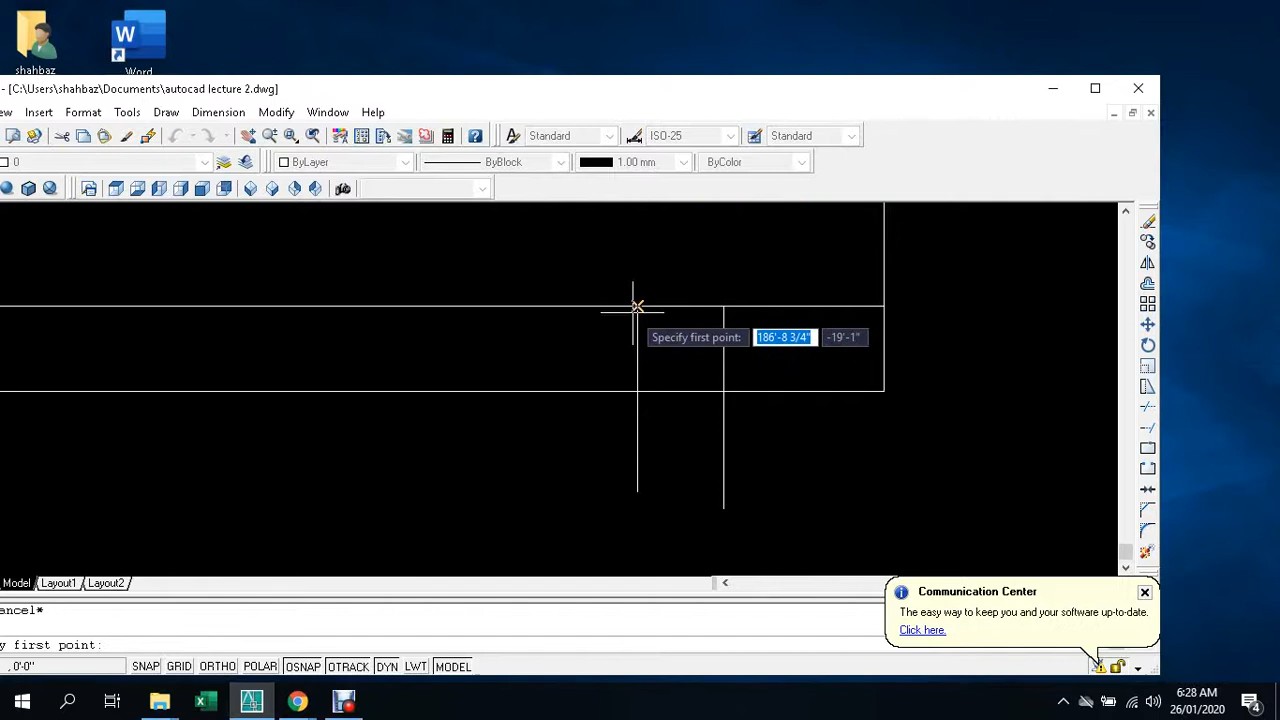 shahbaz
W
Word
- [C:\Users\shahbaz\Documents\autocad lecture 2.dwg]
ew Insert Format Tools Draw Dimension Modify Window Help
Standard ISO-25 Standard
0 ByLayer ByBlock 1.00 mm ByColor
Specify first point: 186'-8 3/4" -19'-1"
Model Layout1 Layout2
Communication Center
The easy way to keep you and your software up-to-date.
Click here.
ancel*
y first point:
,0'-0" SNAP GRID ORTHO POLAR OSNAP OTRACK DYN LWT MODEL
6:28 AM
26/01/2020
4